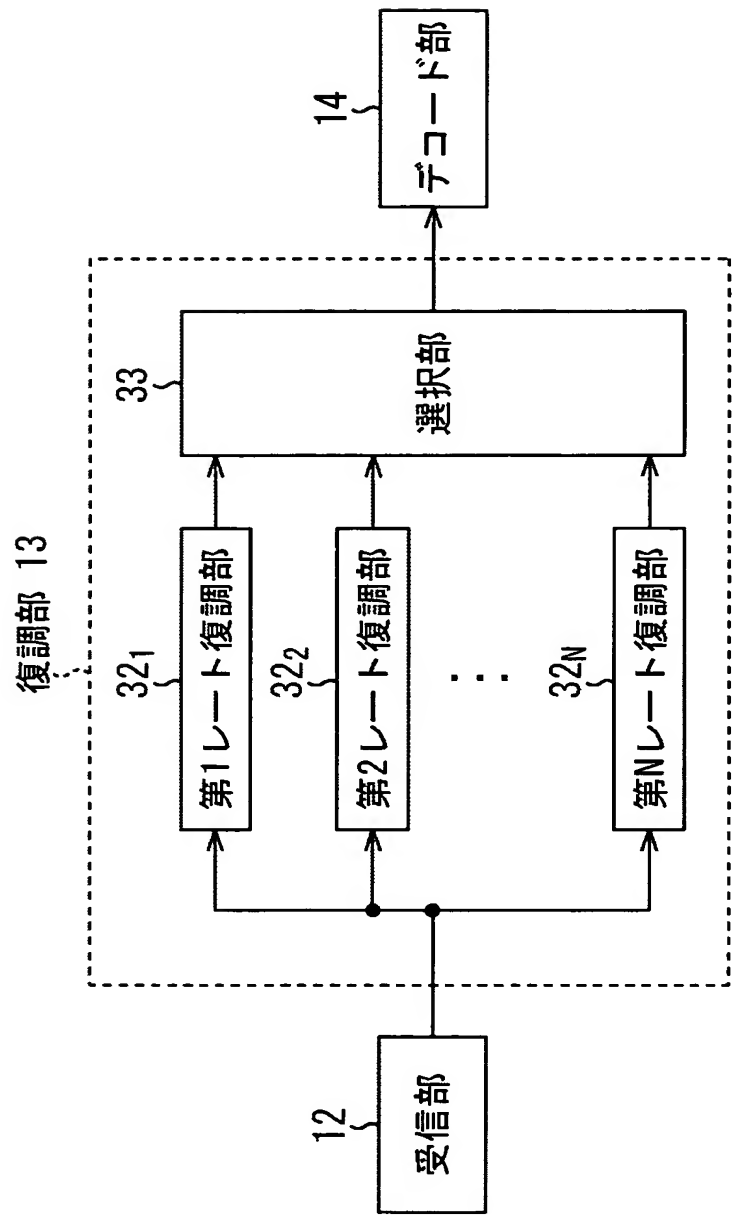 復調部 13
12
受信部
32₁
第1レート復調部
32₂
第2レート復調部
...
32N
第Nレート復調部
33
選択部
14
デコード部